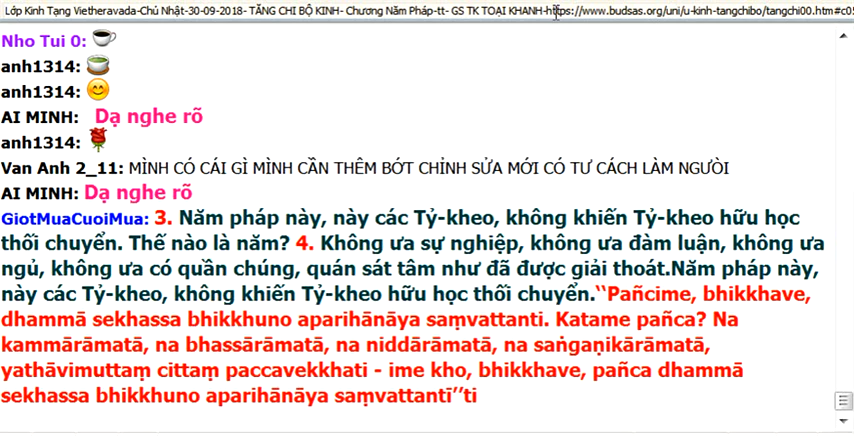 Lớp Kinh Tạng Vietheravada-Chủ Nhật-30-09-2018- TĂNG CHI BỘ KINH- Chương Năm Pháp-tt- GS TK TOẠI KHANH-https://www.budsas.org/uni/u-kinh-tangchibo/tangchi00.htm#c05
Nho Tui 0:
anh1314:
anh1314:
AI MINH: Dạ nghe rõ
anh1314:
Van Anh 2_11: MÌNH CÓ CÁI GÌ MÌNH CẦN THÊM BỚT CHỈNH SỬA MỚI CÓ TƯ CÁCH LÀM NGƯỜI
AI MINH: Dạ nghe rõ
GiotMuaCuoiMua: 3. Năm pháp này, này các Tỷ-kheo, không khiến Tỷ-kheo hữu học
thối chuyển. Thế nào là năm? 4. Không ưa sự nghiệp, không ưa đàm luận, không ưa
ngủ, không ưa có quần chúng, quán sát tâm như đã được giải thoát.Năm pháp này,
này các Tỷ-kheo, không khiến Tỷ-kheo hữu học thối chuyển.‘‘Pañcime, bhikkhave,
dhammā sekhassa bhikkhuno aparihānāya saṃvattanti. Katame pañca? Na
kammārāmatā, na bhassārāmatā, na niddārāmatā, na saṅgaṇikārāmatā,
yathāvimuttaṃ cittaṃ paccavekkhati - ime kho, bhikkhave, pañca dhammā
sekhassa bhikkhuno aparihānāya saṃvattantī’’ti